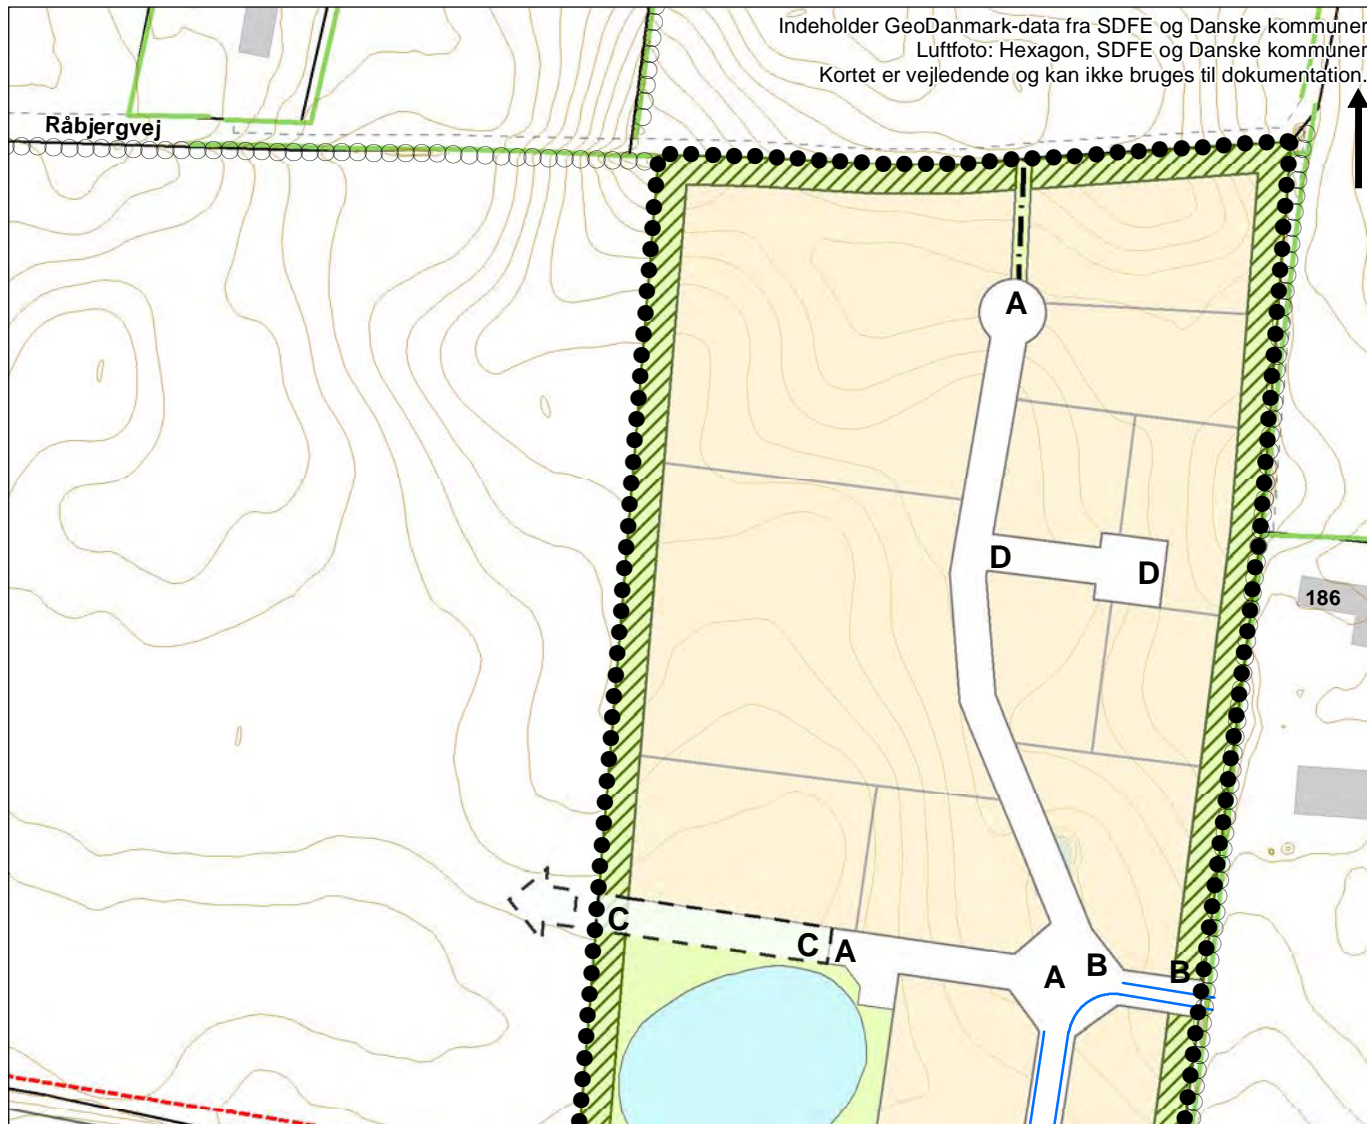 Indeholder GeoDanmark-data fra SDFE og Danske kommuner
Luftfoto: Hexagon, SDFE og Danske kommuner
Kortet er vejledende og kan ikke bruges til dokumentation.
Råbjergvej
A
D
D
186
C
C
A
A
B
B